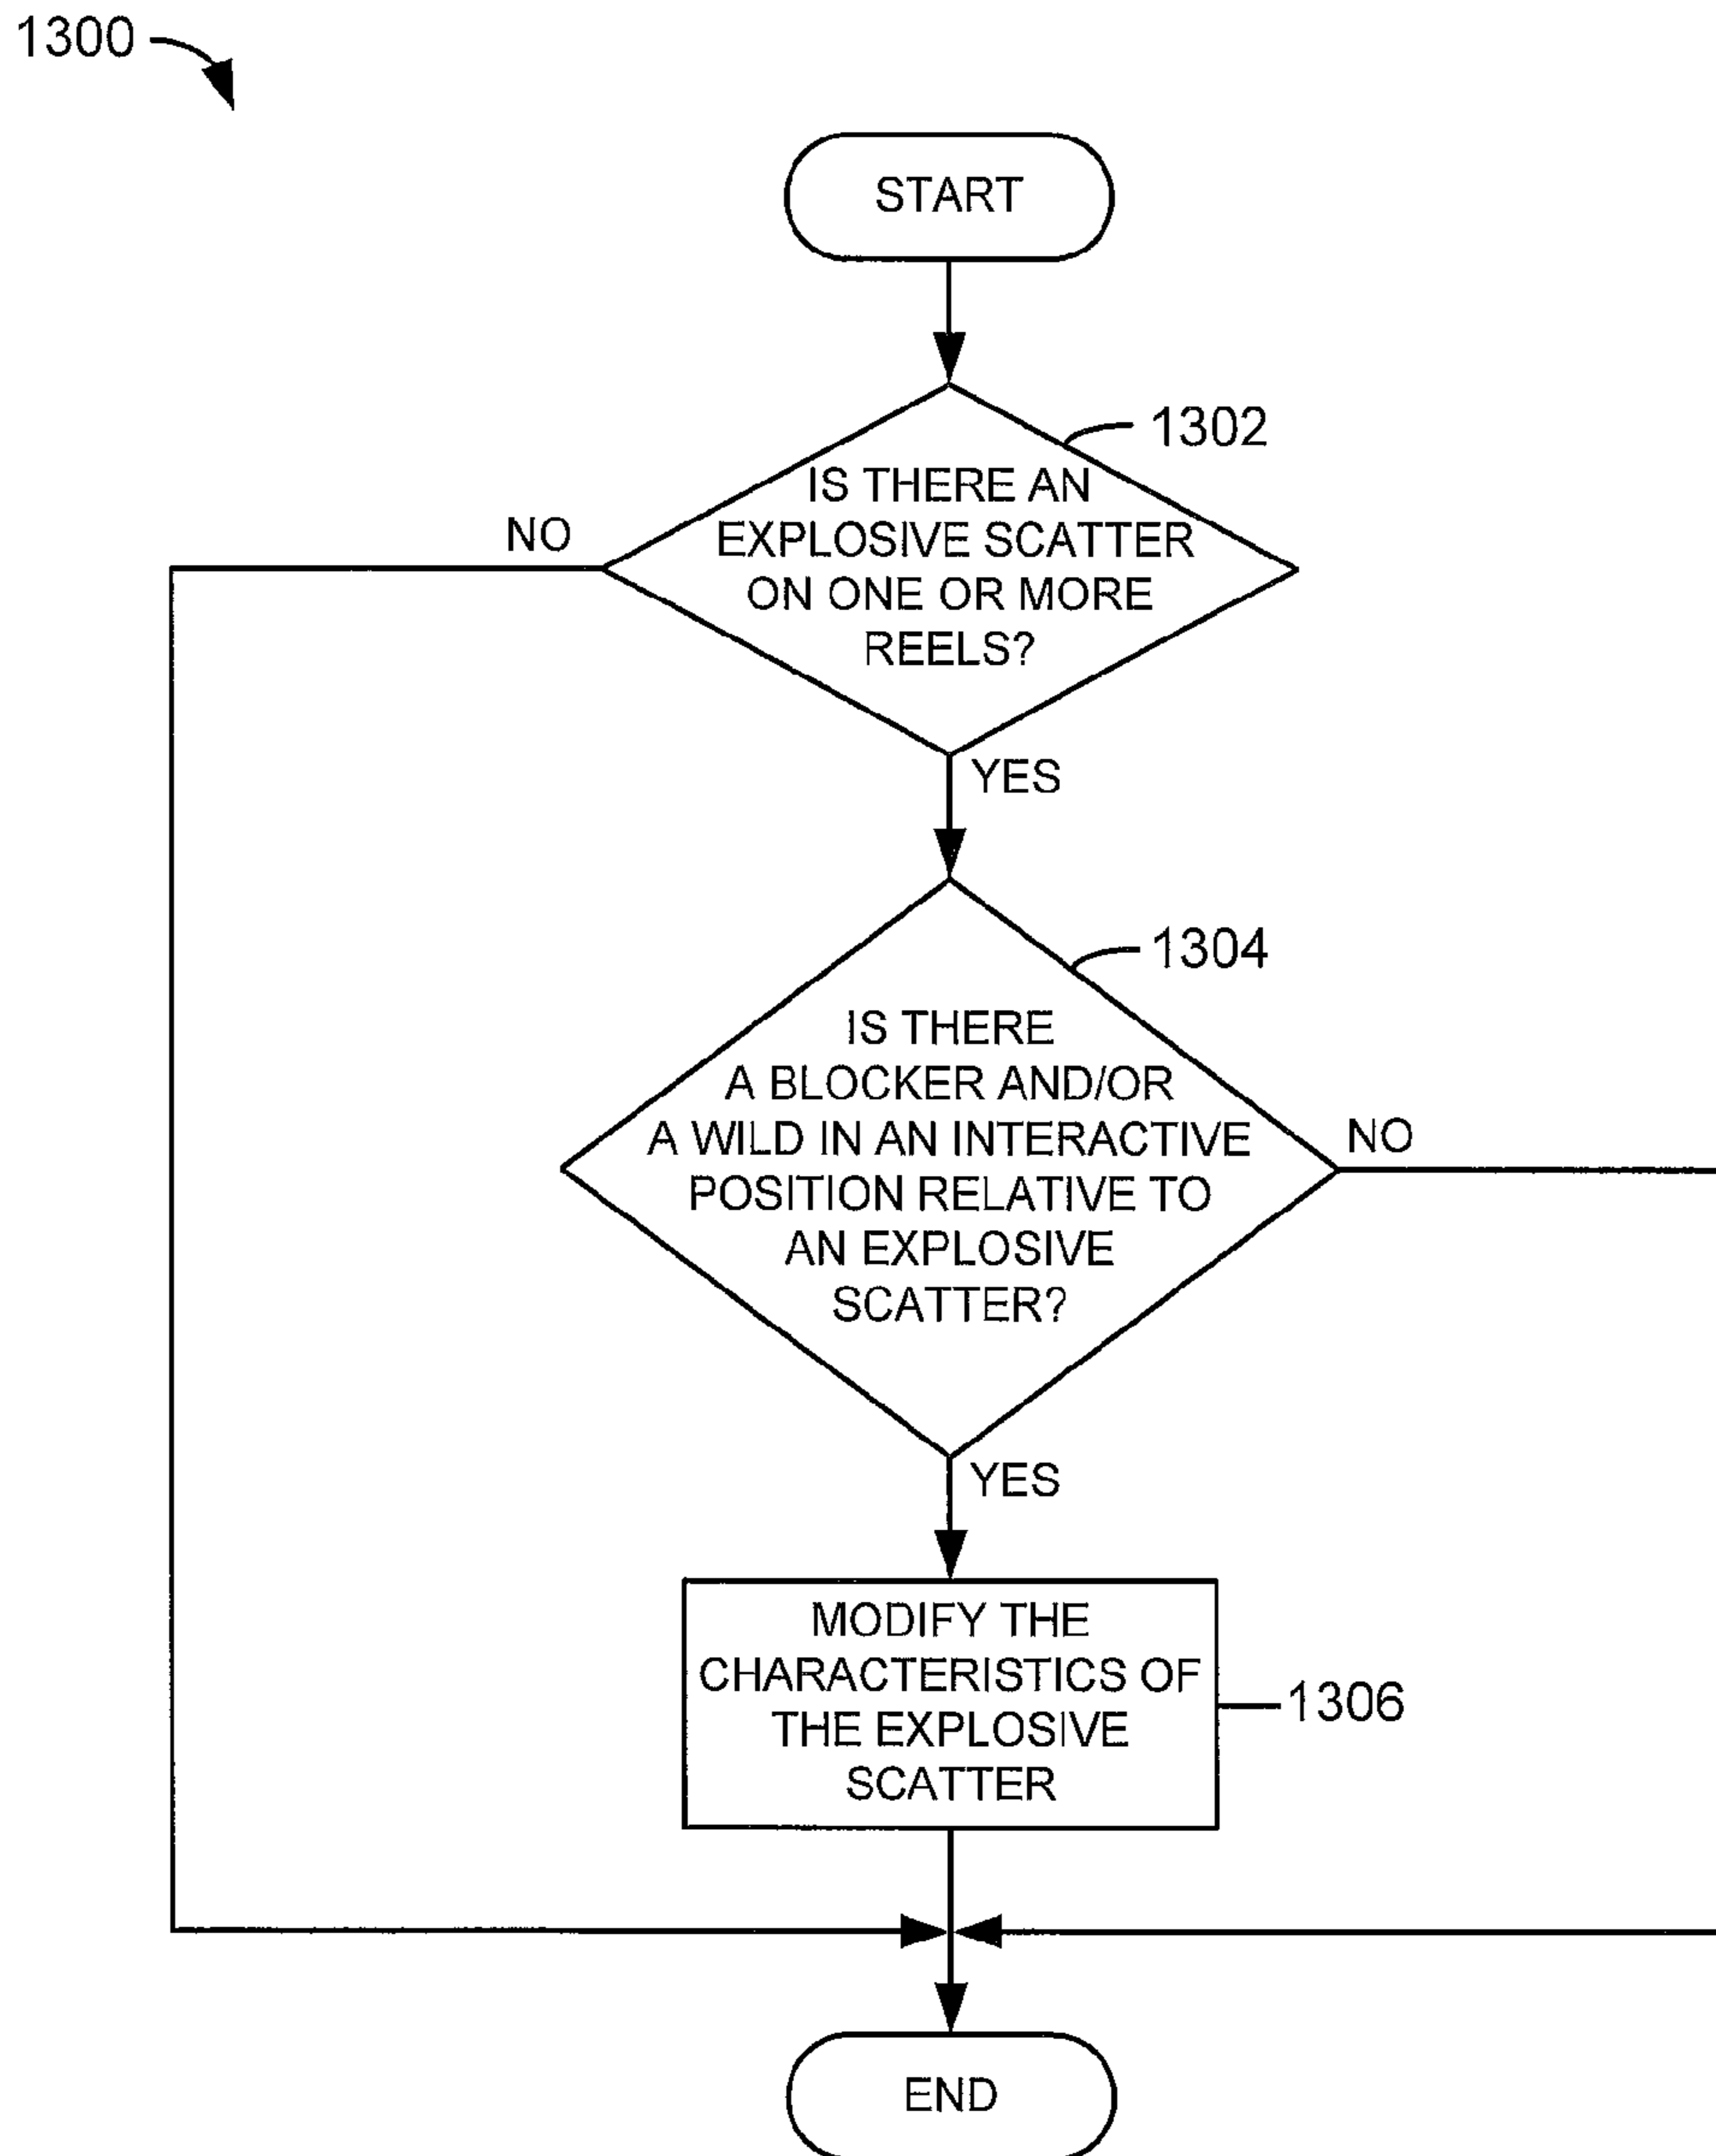 1300
START
1302
IS THERE AN
EXPLOSIVE SCATTER
ON ONE OR MORE
REELS?
NO
YES
1304
IS THERE
A BLOCKER AND/OR
A WILD IN AN INTERACTIVE
POSITION RELATIVE TO
AN EXPLOSIVE
SCATTER?
NO
YES
MODIFY THE
CHARACTERISTICS OF
THE EXPLOSIVE
SCATTER
1306
END